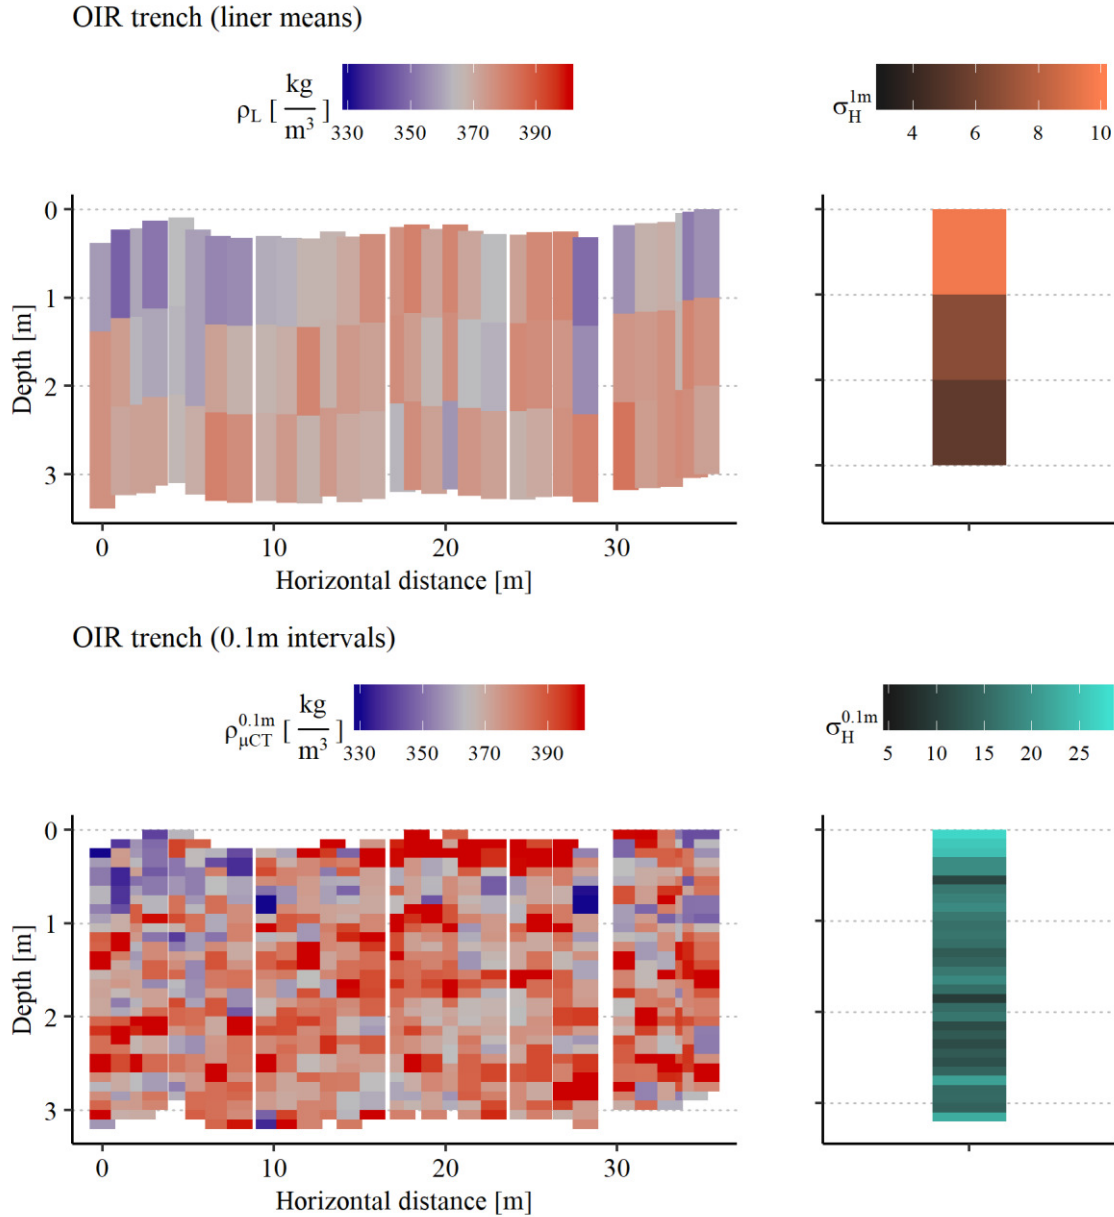 OIR trench (liner means)
ρL [ kg/m3 ]
330 350 370 390
σH1m
4 6 8 10
0
1
2
3
Depth [m]
0 10 20 30
Horizontal distance [m]
OIR trench (0.1m intervals)
ρμCT0.1m [ kg/m3 ]
330 350 370 390
σH0.1m
5 10 15 20 25
0
1
2
3
Depth [m]
0 10 20 30
Horizontal distance [m]